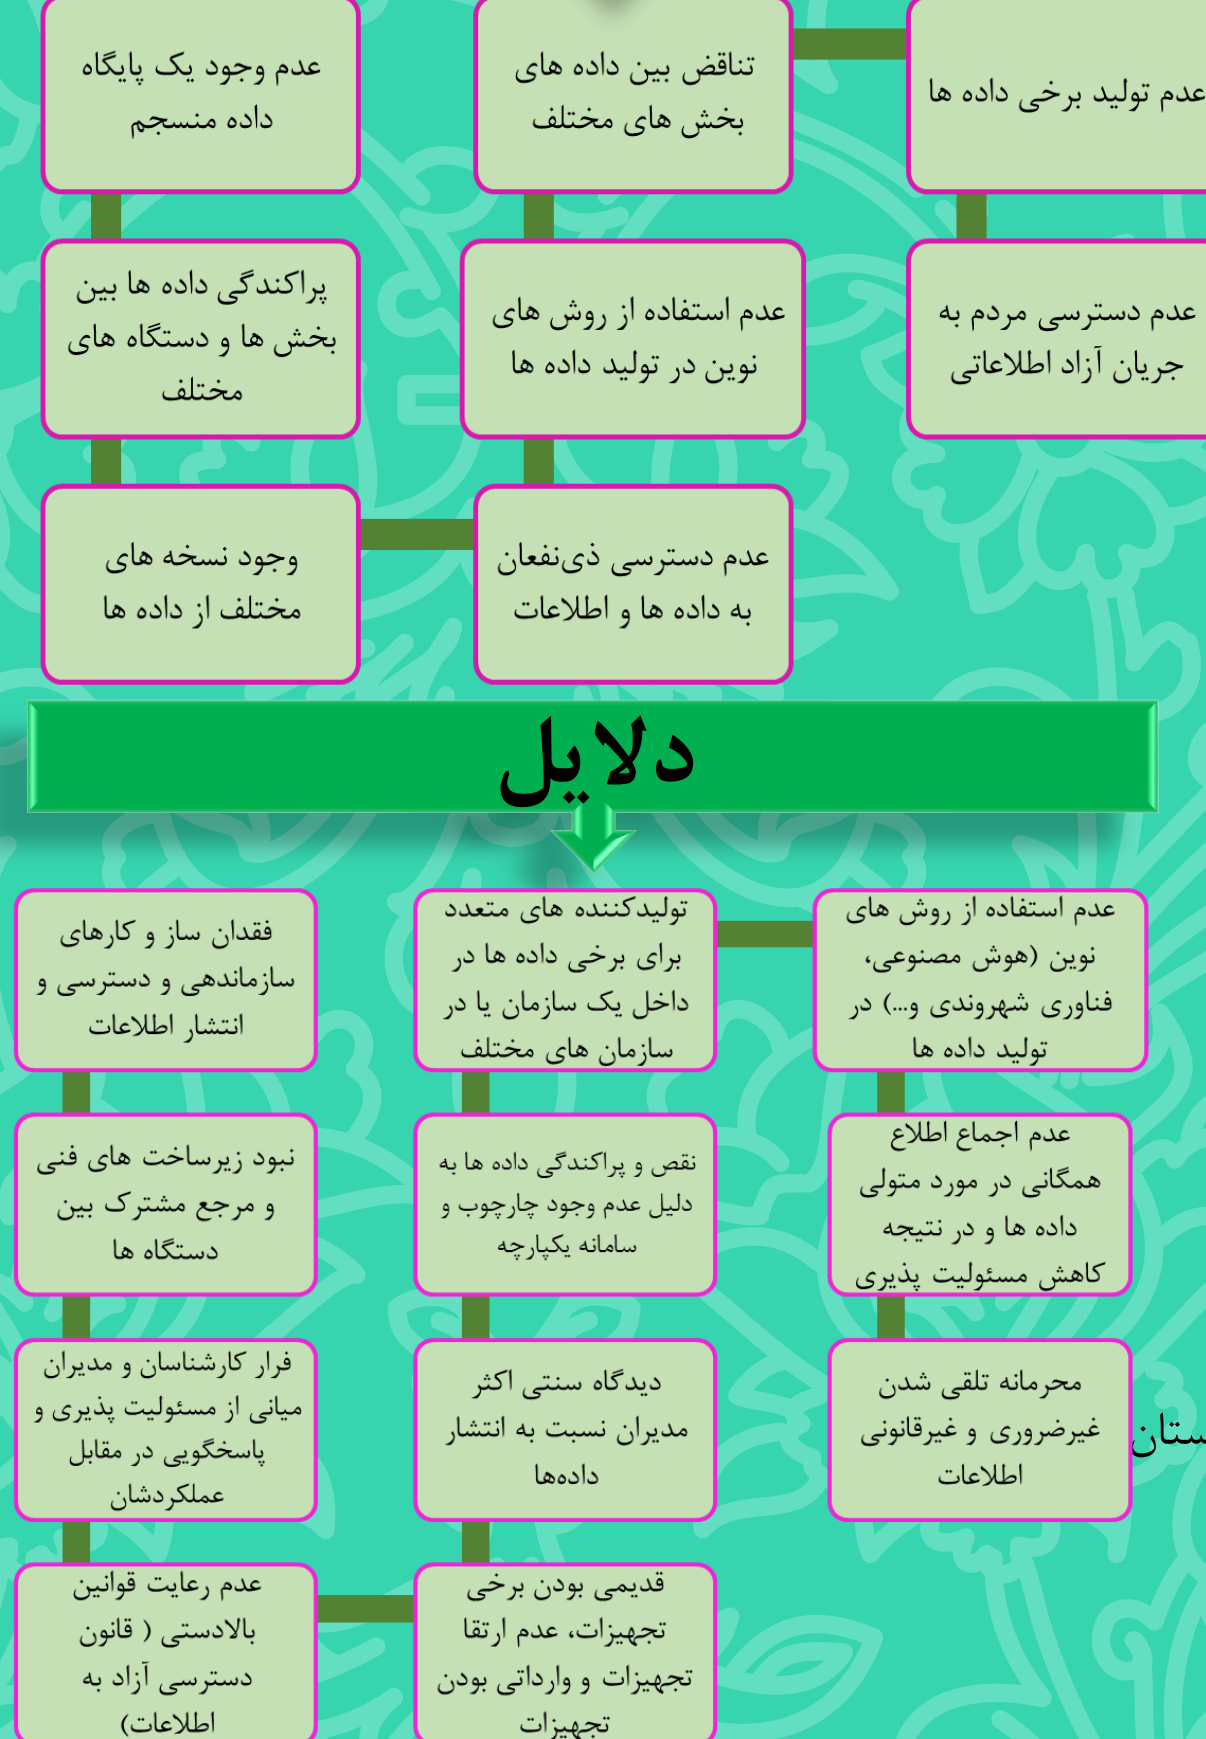 عدم وجود یک پایگاه
داده منسجم
پراکندگی داده ها بین
بخش ها و دستگاه های
مختلف
وجود نسخه های
مختلف از داده ها
عدم دسترسی ذی‌نفعان
به داده ها و اطلاعات
عدم استفاده از روش های
نوین در تولید داده ها
تناقض بین داده های
بخش های مختلف
عدم تولید برخی داده ها
عدم دسترسی مردم به
جریان آزاد اطلاعاتی
دلایل
فقدان ساز و کارهای
سازماندهی و دسترسی و
انتشار اطلاعات
نبود زیرساخت های فنی
و مرجع مشترک بین
دستگاه ها
فرار کارشناسان و مدیران
میانی از مسئولیت پذیری و
پاسخگویی در مقابل
عملکردشان
عدم رعایت قوانین
بالادستی ( قانون
دسترسی آزاد به
اطلاعات)
قدیمی بودن برخی
تجهیزات، عدم ارتقا
تجهیزات و وارداتی بودن
تجهیزات
دیدگاه سنتی اکثر
مدیران نسبت به انتشار
داده‌ها
نقص و پراکندگی داده ها به
دلیل عدم وجود چارچوب و
سامانه یکپارچه
تولیدکننده های متعدد
برای برخی داده ها در
داخل یک سازمان یا در
سازمان های مختلف
عدم استفاده از روش های
نوین (هوش مصنوعی،
فناوری شهروندی و...) در
تولید داده ها
عدم اجماع اطلاع
همگانی در مورد متولی
داده ها و در نتیجه
کاهش مسئولیت پذیری
محرمانه تلقی شدن
غیرضروری و غیرقانونی
اطلاعات